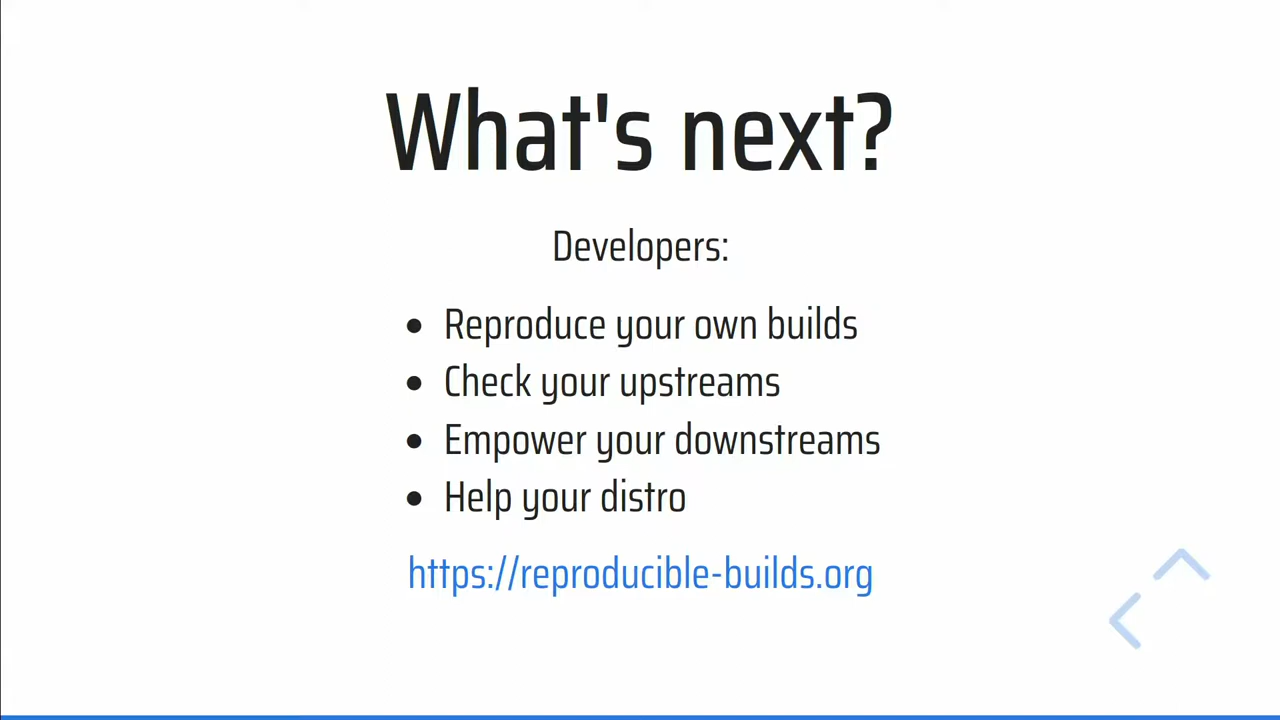 What's next?
Developers:
Reproduce your own builds
Check your upstreams
Empower your downstreams
Help your distro
https://reproducible-builds.org